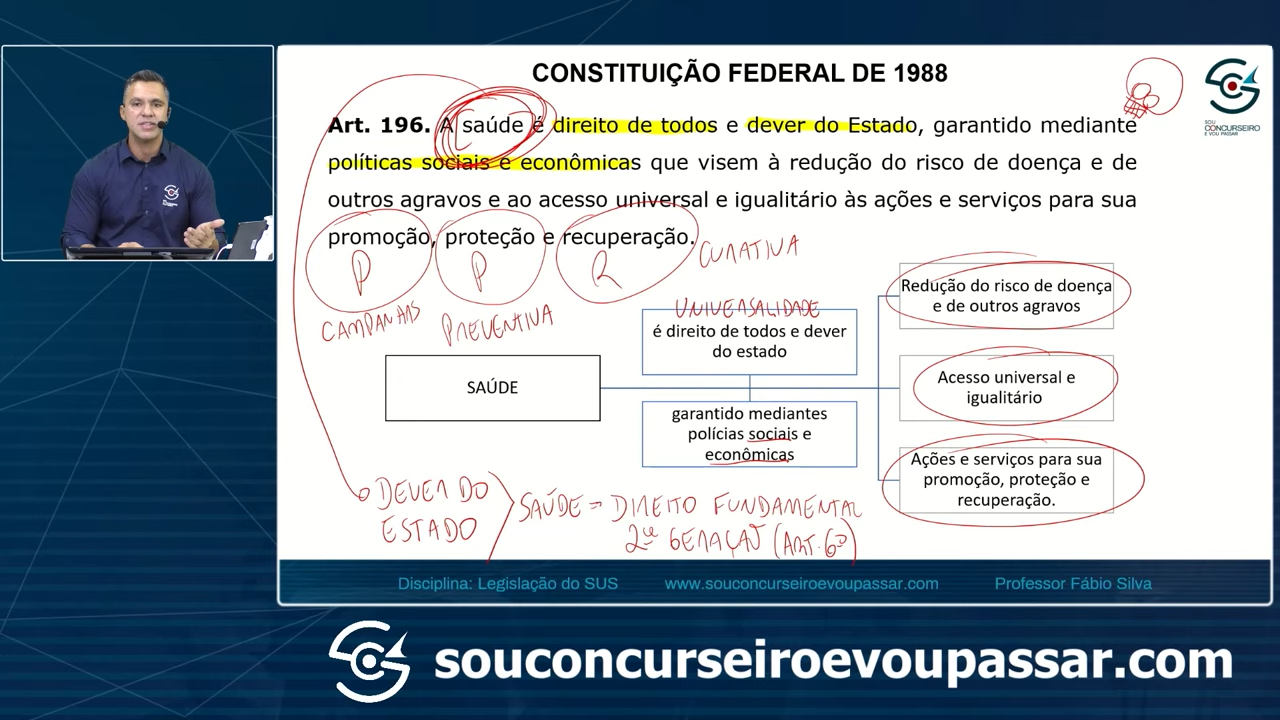 CONSTITUIÇÃO FEDERAL DE 1988
Art. 196. A saúde é direito de todos e dever do Estado, garantido mediante
políticas sociais e econômicas que visem à redução do risco de doença e de
outros agravos e ao acesso universal e igualitário às ações e serviços para sua
promoção, proteção e recuperação.
P P R CURATIVA
CAMPANHAS PREVENTIVA
SOU
CONCURSEIRO
E VOU PASSAR
SAÚDE
UNIVERSALIDADE
é direito de todos e dever
do estado
garantido mediantes
polícias sociais e
econômicas
Redução do risco de doença
e de outros agravos
Acesso universal e
igualitário
Ações e serviços para sua
promoção, proteção e
recuperação.
DEVER DO
ESTADO
SAÚDE = DIREITO FUNDAMENTAL
2ª GERAÇÃO (ART. 6º)
Disciplina: Legislação do SUS www.souconcurseiroevoupassar.com Professor Fábio Silva
souconcurseiroevoupassar.com